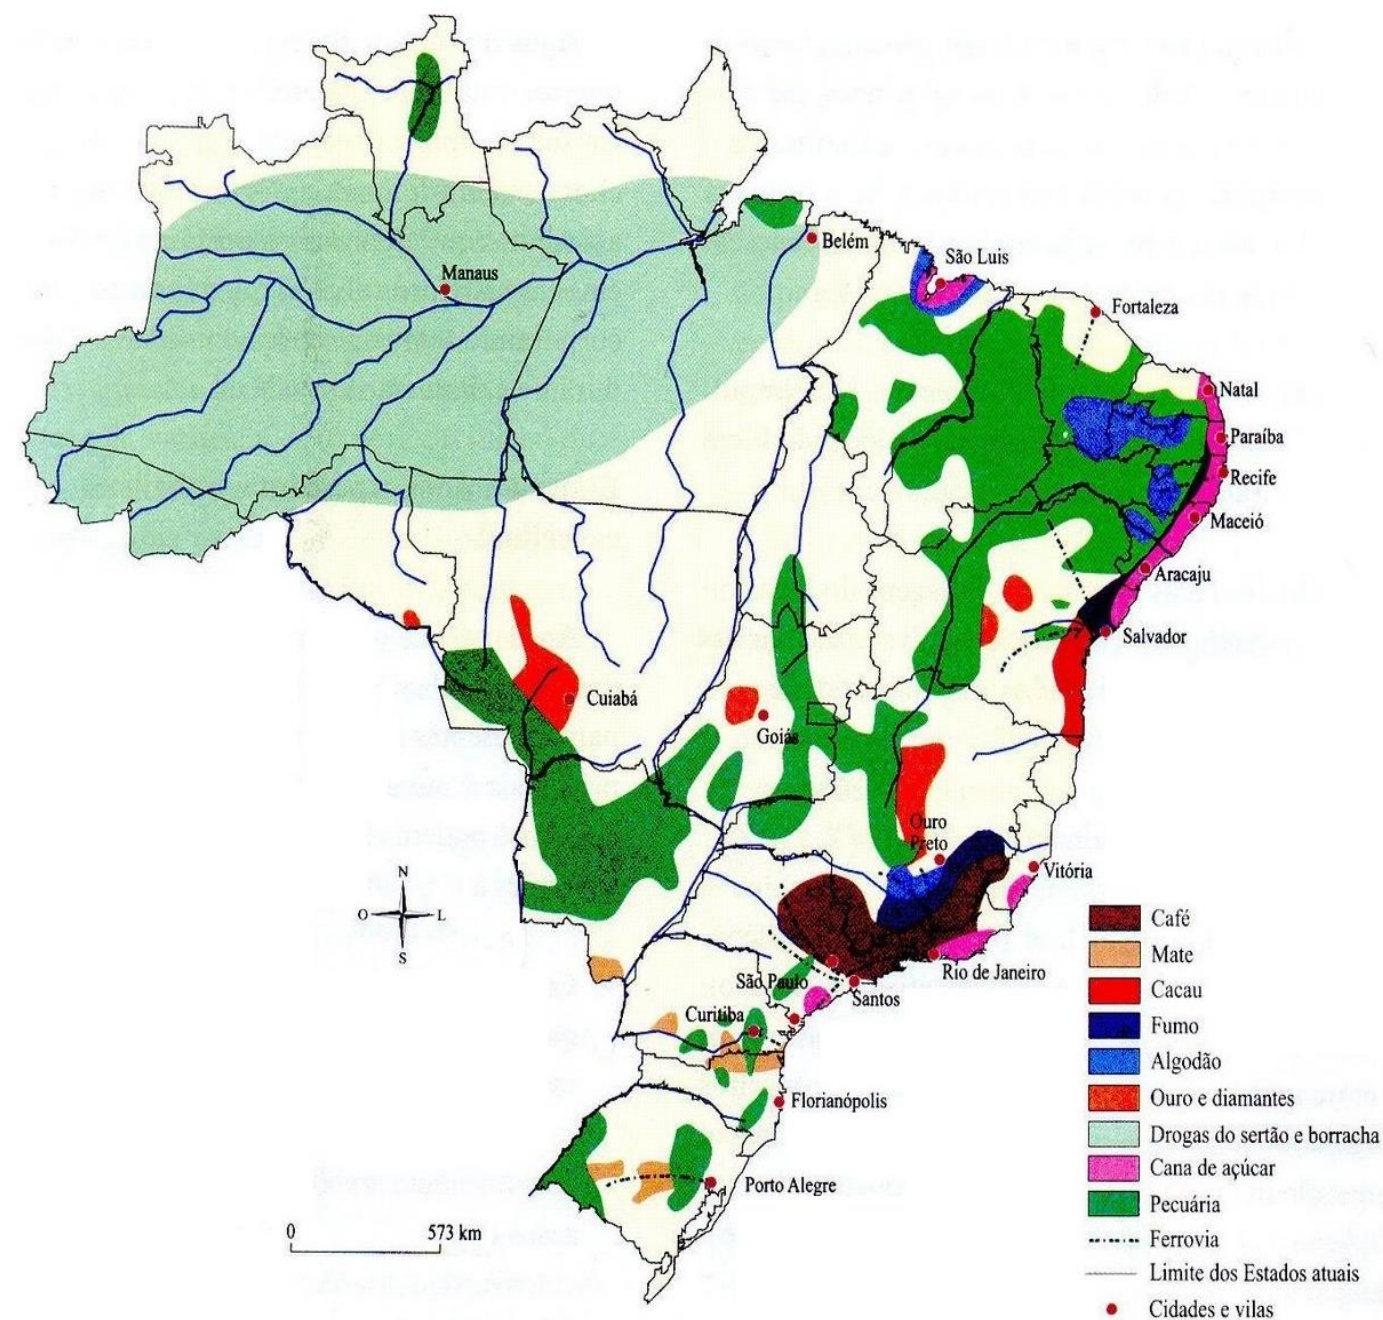 Belém
São Luis
Manaus
Fortaleza
Natal
Paraíba
Recife
Maceió
Aracaju
Salvador
Cuiabá
Goiás
Ouro
Preto
Vitória
N
O
L
S
São Paulo
Santos
Rio de Janeiro
Curitiba
Florianópolis
Porto Alegre
0
573 km
Café
Mate
Cacau
Fumo
Algodão
Ouro e diamantes
Drogas do sertão e borracha
Cana de açúcar
Pecuária
Ferrovia
Limite dos Estados atuais
Cidades e vilas